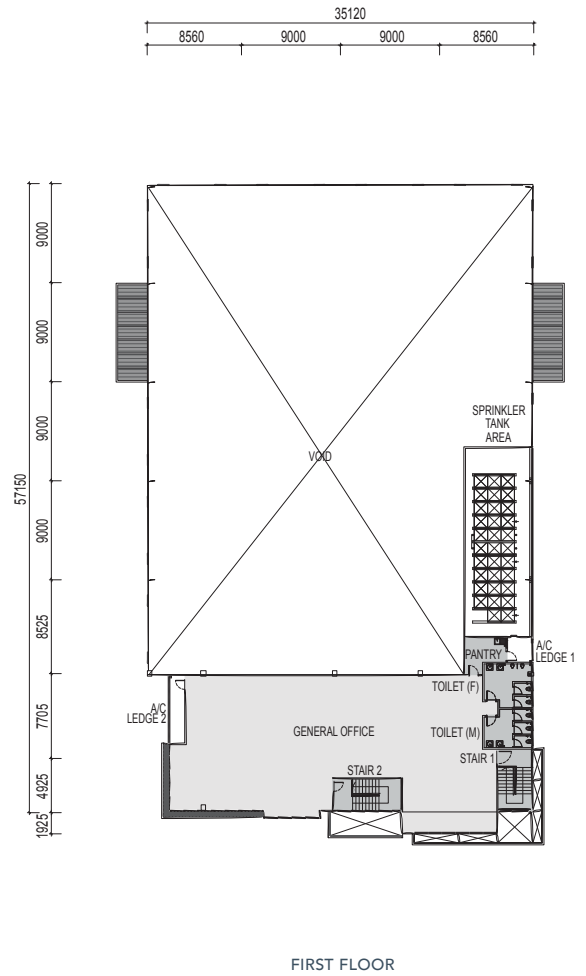 35120
8560
9000
9000
8560
57150
9000
9000
9000
9000
8525
7705
4925
1925
SPRINKLER
TANK
AREA
VOID
PANTRY
A/C
LEDGE 1
TOILET (F)
A/C
LEDGE 2
GENERAL OFFICE
TOILET (M)
STAIR 1
STAIR 2
FIRST FLOOR